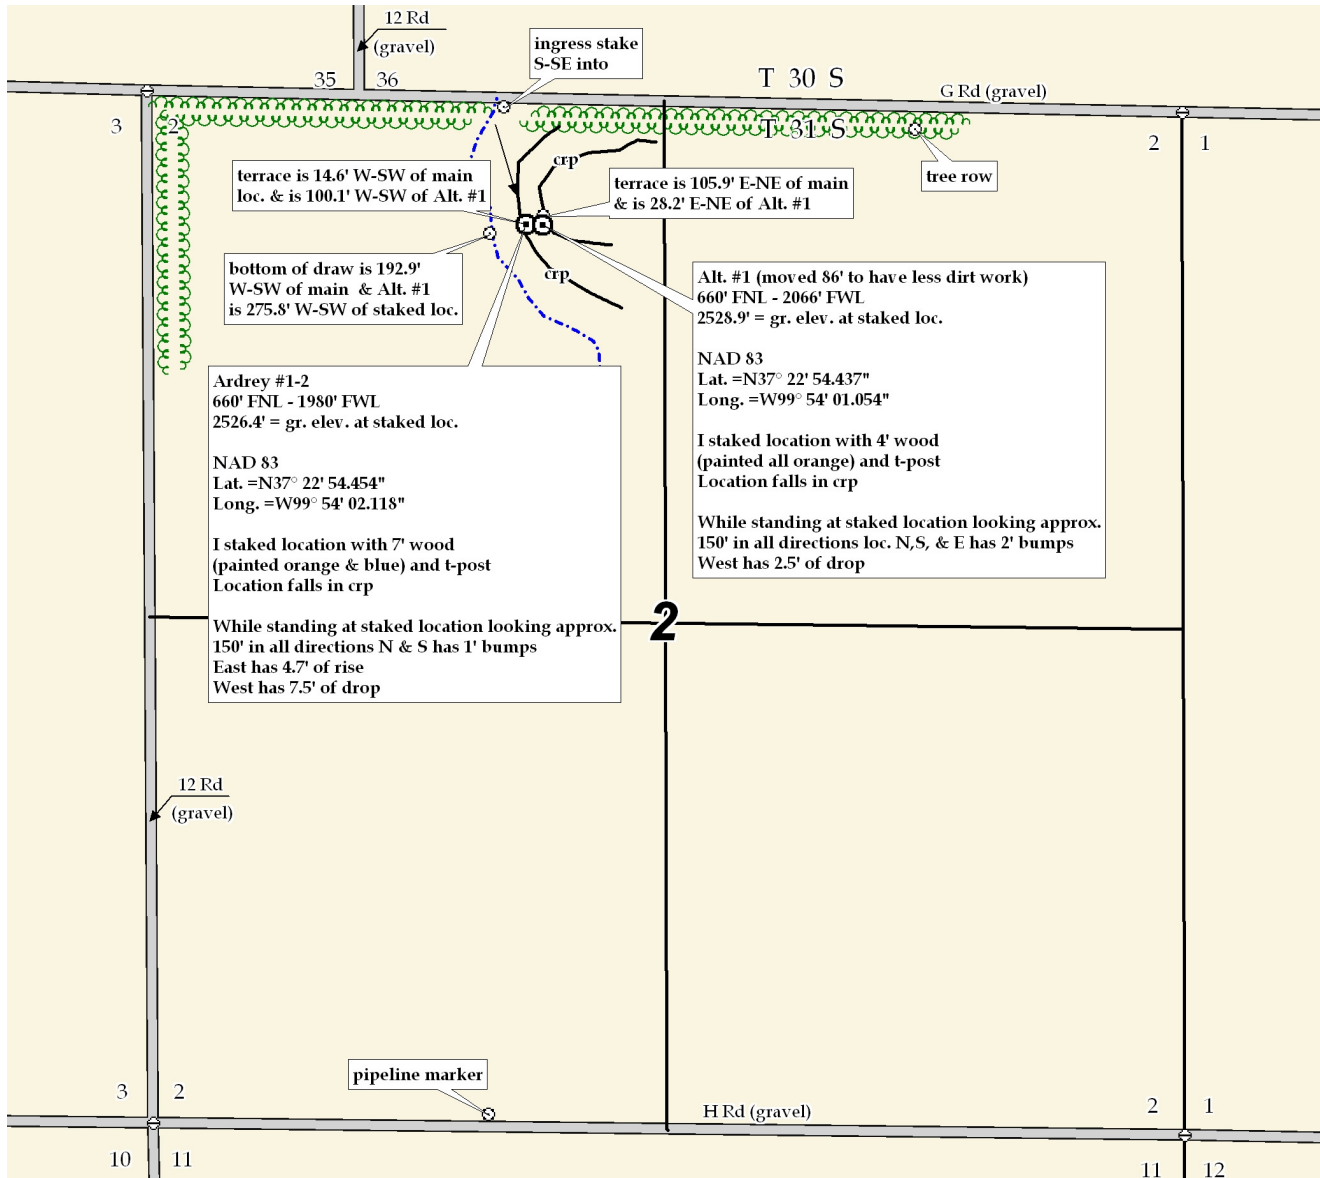 12 Rd
(gravel)
ingress stake
S-SE into
35
36
T 30 S
G Rd (gravel)
3
2
T 31 S
2
1
crp
tree row
terrace is 14.6' W-SW of main
loc. & is 100.1' W-SW of Alt. #1
terrace is 105.9' E-NE of main
& is 28.2' E-NE of Alt. #1
bottom of draw is 192.9'
W-SW of main & Alt. #1
is 275.8' W-SW of staked loc.
crp
Alt. #1 (moved 86' to have less dirt work)
660' FNL - 2066' FWL
2528.9' = gr. elev. at staked loc.
NAD 83
Lat. =N37° 22' 54.437"
Long. =W99° 54' 01.054"
I staked location with 4' wood
(painted all orange) and t-post
Location falls in crp
While standing at staked location looking approx.
150' in all directions loc. N,S, & E has 2' bumps
West has 2.5' of drop
Ardrey #1-2
660' FNL - 1980' FWL
2526.4' = gr. elev. at staked loc.
NAD 83
Lat. =N37° 22' 54.454"
Long. =W99° 54' 02.118"
I staked location with 7' wood
(painted orange & blue) and t-post
Location falls in crp
While standing at staked location looking approx.
150' in all directions N & S has 1' bumps
East has 4.7' of rise
West has 7.5' of drop
2
12 Rd
(gravel)
pipeline marker
3
2
H Rd (gravel)
2
1
10
11
11
12